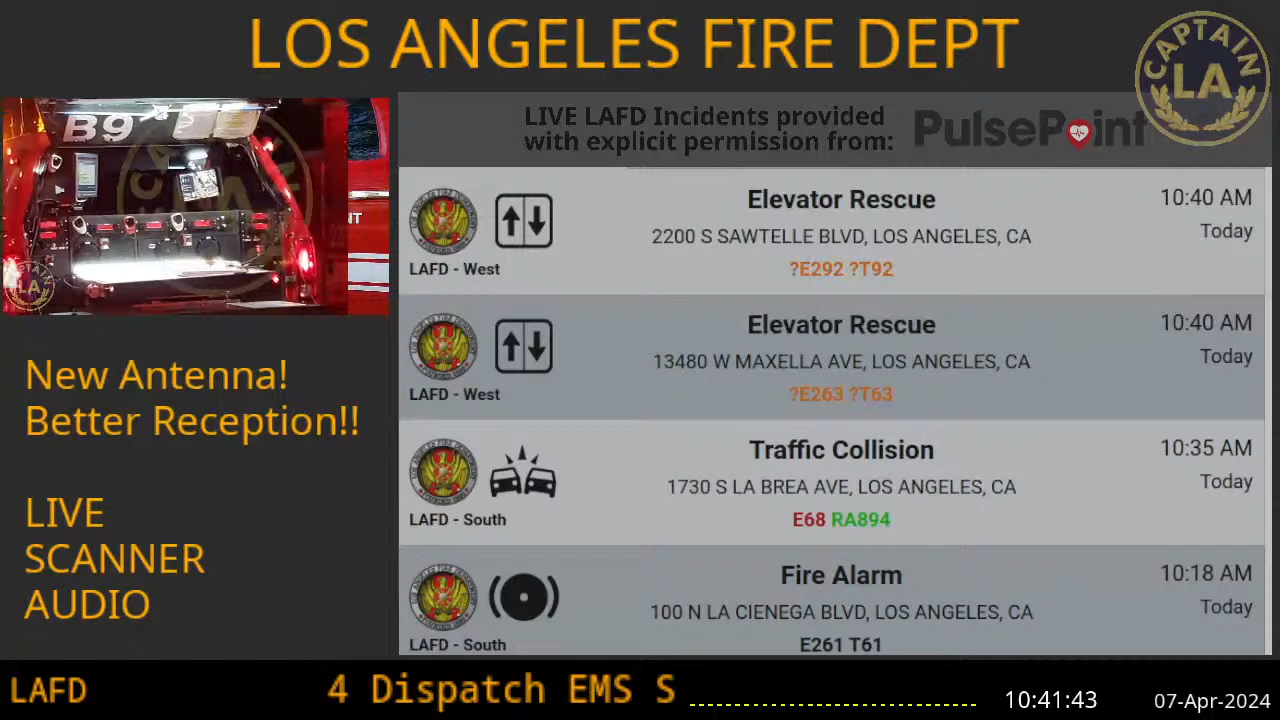 LOS ANGELES FIRE DEPT
CAPTAIN
LA
B9
NT
LIVE LAFD Incidents provided
with explicit permission from:
PulsePoint
Elevator Rescue
10:40 AM
2200 S SAWTELLE BLVD, LOS ANGELES, CA
Today
LAFD - West
?E292 ?T92
Elevator Rescue
10:40 AM
13480 W MAXELLA AVE, LOS ANGELES, CA
Today
LAFD - West
?E263 ?T63
Traffic Collision
10:35 AM
1730 S LA BREA AVE, LOS ANGELES, CA
Today
LAFD - South
E68 RA894
Fire Alarm
10:18 AM
100 N LA CIENEGA BLVD, LOS ANGELES, CA
Today
LAFD - South
E261 T61
New Antenna!
Better Reception!!
LIVE
SCANNER
AUDIO
LAFD
4 Dispatch EMS S
10:41:43
07-Apr-2024